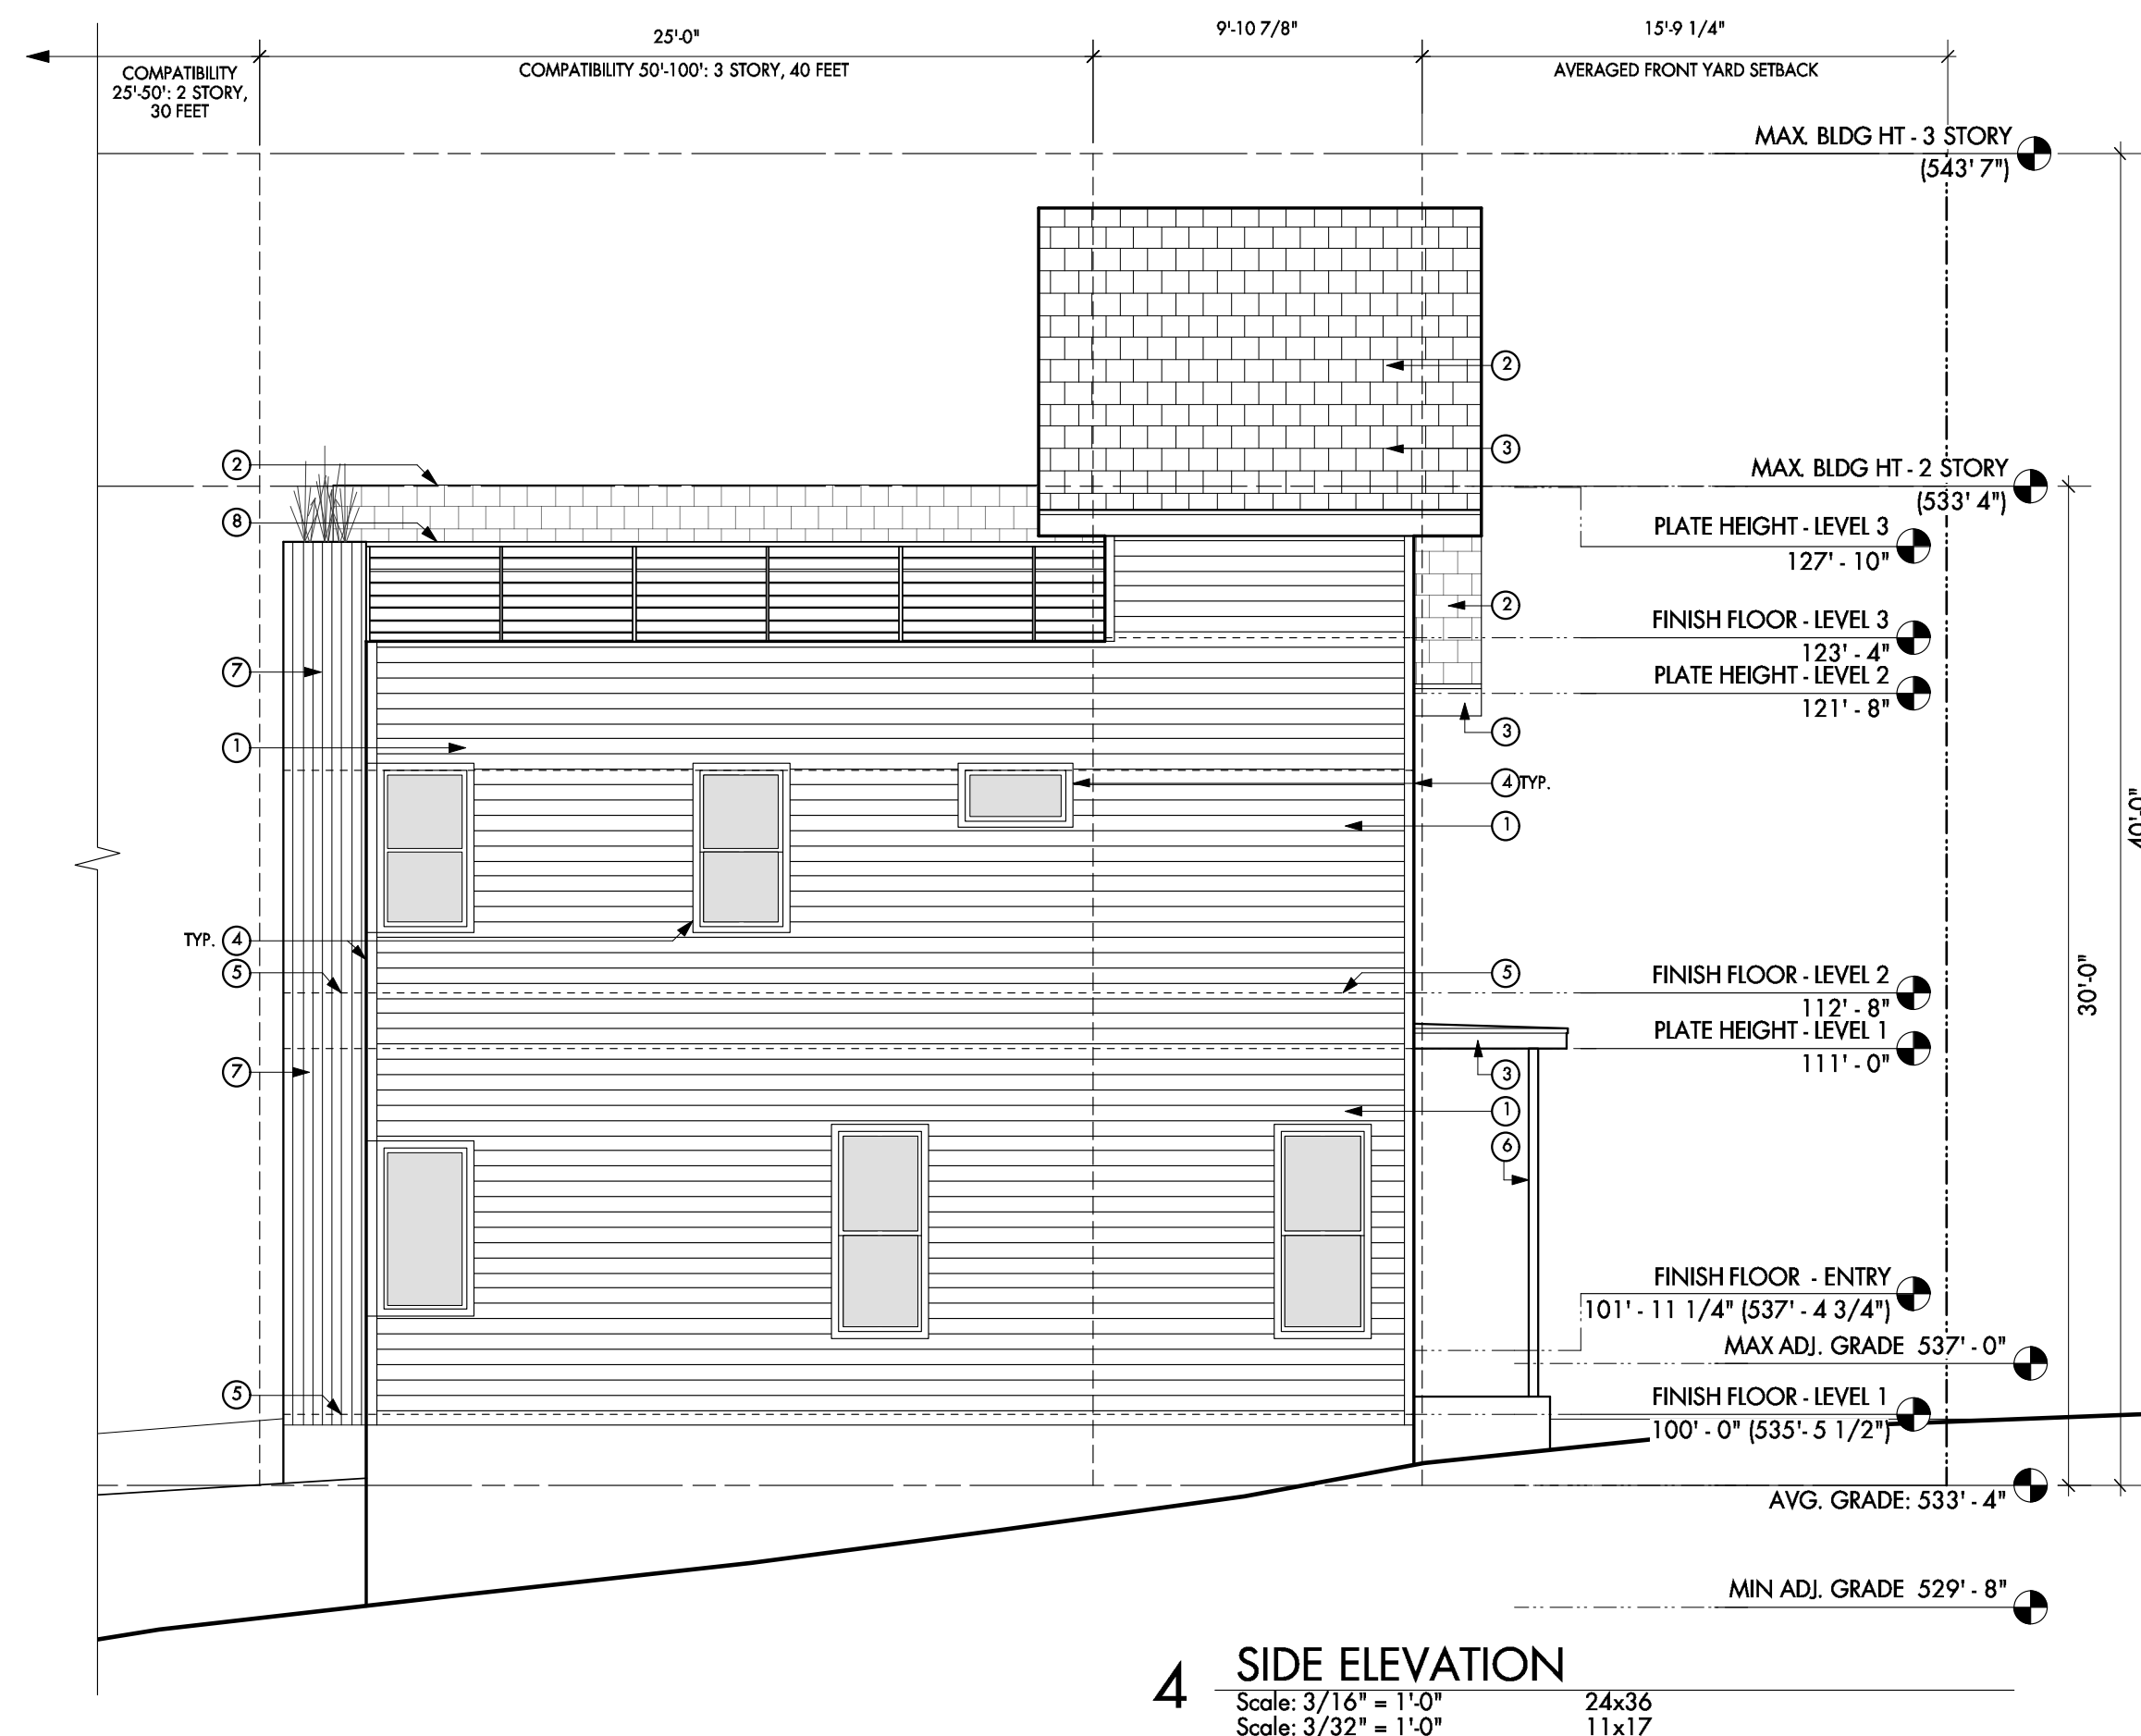 25'-0"
9'-10 7/8"
15'-9 1/4"
COMPATIBILITY
25'-50': 2 STORY,
30 FEET
COMPATIBILITY 50'-100': 3 STORY, 40 FEET
AVERAGED FRONT YARD SETBACK
MAX. BLDG HT - 3 STORY
(543' 7")
2
3
2
MAX. BLDG HT - 2 STORY
(533' 4")
8
PLATE HEIGHT - LEVEL 3
127' - 10"
2
FINISH FLOOR - LEVEL 3
123' - 4"
7
PLATE HEIGHT - LEVEL 2
121' - 8"
3
1
4 TYP.
1
40'-0"
TYP. 4
5
5
FINISH FLOOR - LEVEL 2
112' - 8"
30'-0"
PLATE HEIGHT - LEVEL 1
111' - 0"
7
3
1
6
FINISH FLOOR - ENTRY
101' - 11 1/4" (537' - 4 3/4")
MAX ADJ. GRADE 537' - 0"
5
FINISH FLOOR - LEVEL 1
100' - 0" (535'- 5 1/2")
AVG. GRADE: 533' - 4"
MIN ADJ. GRADE 529' - 8"
4 SIDE ELEVATION
Scale: 3/16" = 1'-0" 24x36
Scale: 3/32" = 1'-0" 11x17